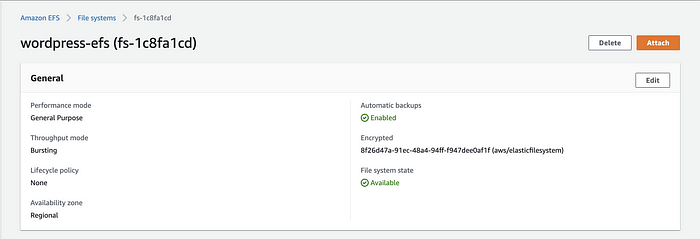 Amazon EFS > File systems > fs-1c8fa1cd
wordpress-efs (fs-1c8fa1cd)
Delete
Attach
General
Edit
Performance mode
General Purpose
Throughput mode
Bursting
Lifecycle policy
None
Availability zone
Regional
Automatic backups
Enabled
Encrypted
8f26d47a-91ec-48a4-94ff-f947dee0af1f (aws/elasticfilesystem)
File system state
Available